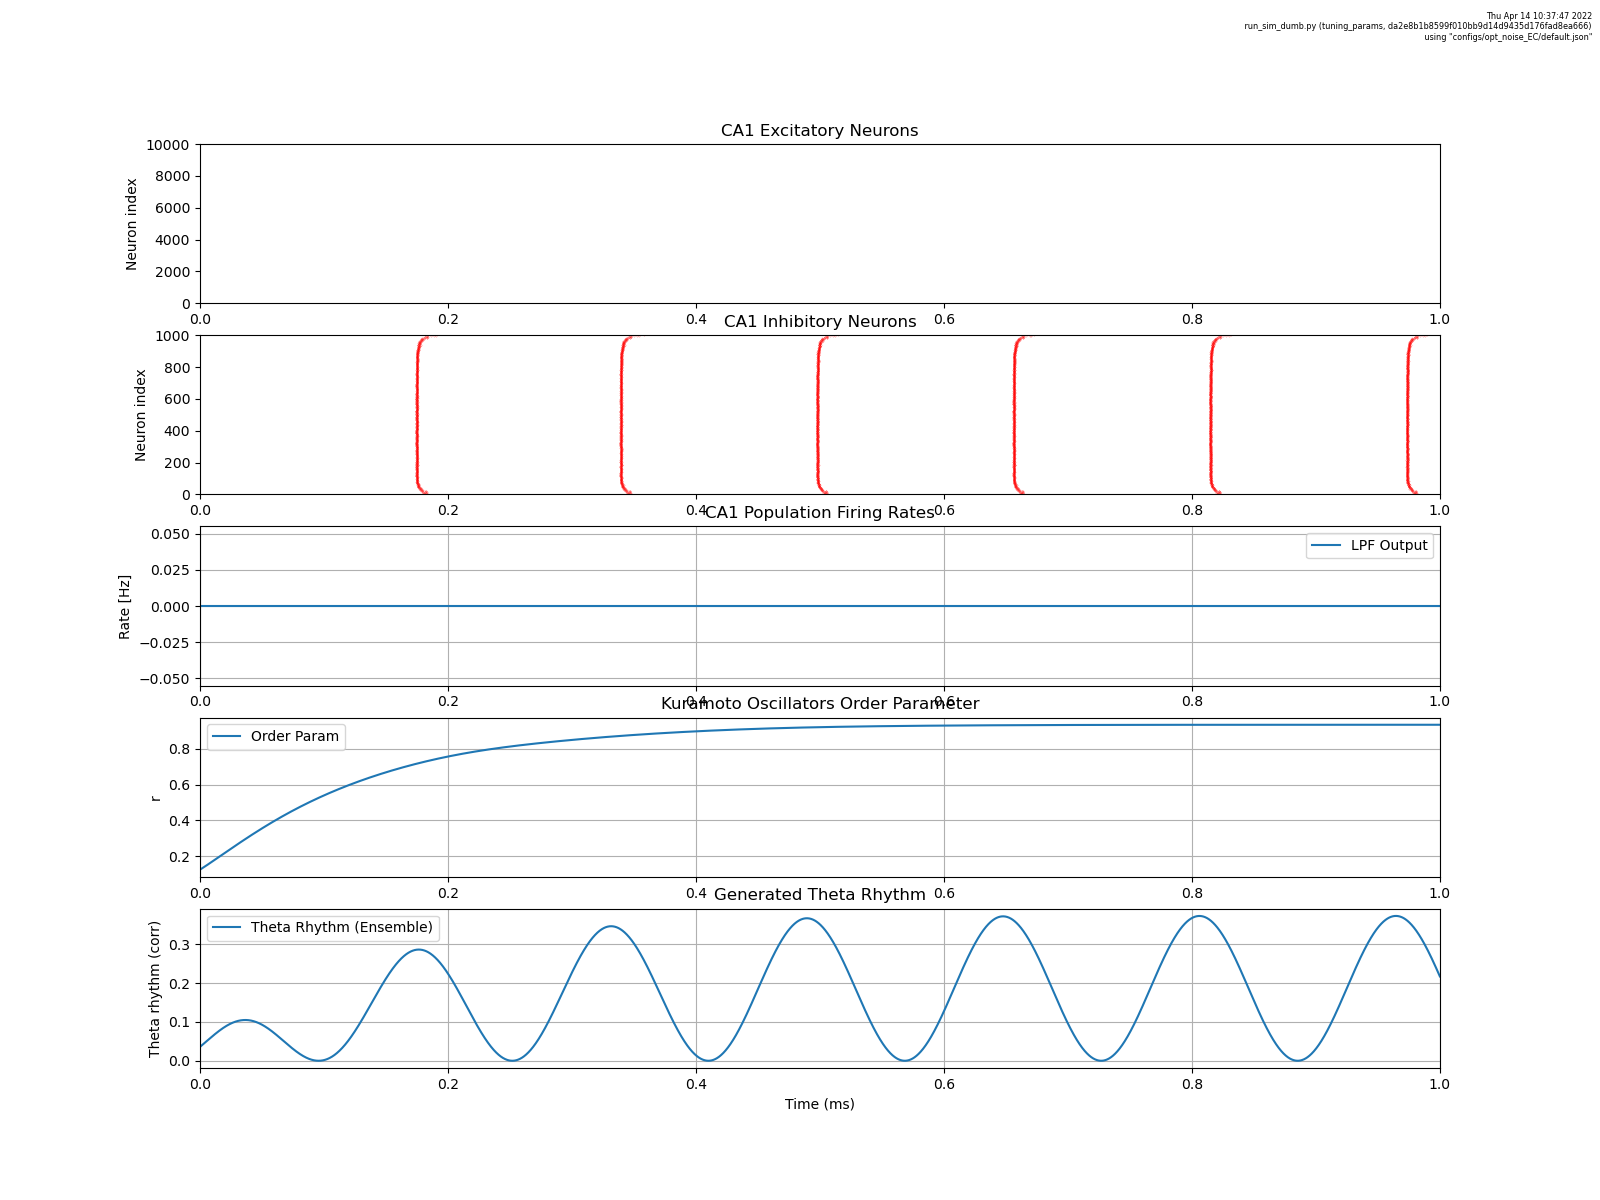 Thu Apr 14 10:37:47 2022
run_sim_dumb.py (tuning_params, da2e8b1b8599f010bb9d14d9435d176fad8ea666)
using "configs/opt_noise_EC/default.json"
CA1 Excitatory Neurons
Neuron index
10000
8000
6000
4000
2000
0
0.0 0.2 0.4 0.6 0.8 1.0
CA1 Inhibitory Neurons
Neuron index
1000
800
600
400
200
0
0.0 0.2 0.4 0.6 0.8 1.0
CA1 Population Firing Rates
Rate [Hz]
0.050
0.025
0.000
−0.025
−0.050
LPF Output
0.0 0.2 0.4 0.6 0.8 1.0
Kuramoto Oscillators Order Parameter
r
0.8
0.6
0.4
0.2
Order Param
0.0 0.2 0.4 0.6 0.8 1.0
Generated Theta Rhythm
Theta rhythm (corr)
0.3
0.2
0.1
0.0
Theta Rhythm (Ensemble)
0.0 0.2 0.4 0.6 0.8 1.0
Time (ms)